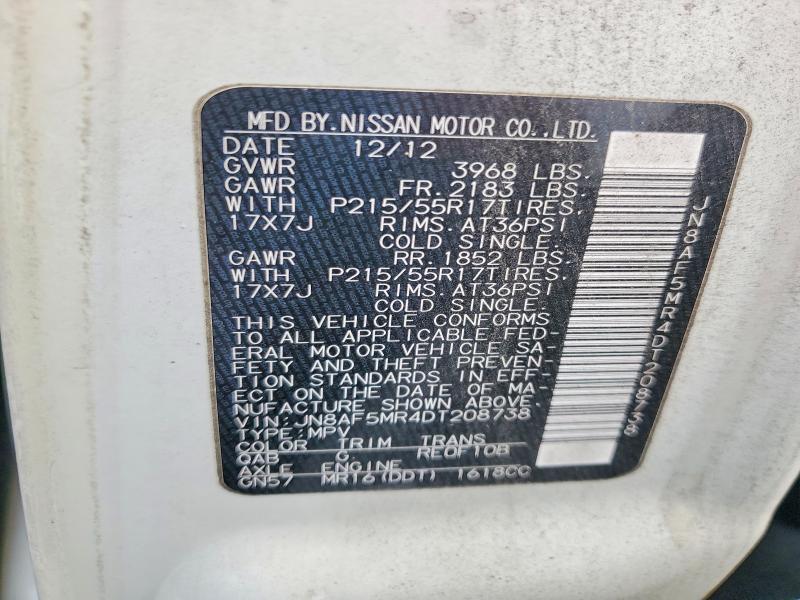 MFD BY.NISSAN MOTOR CO.,LTD.
DATE 12/12
GVWR 3968 LBS.
GAWR FR.2183 LBS.
WITH P215/55R17TIRES,
17X7J RIMS.AT36PSI
COLD SINGLE.
GAWR RR.1852 LBS.
WITH P215/55R17TIRES,
17X7J RIMS.AT36PSI
COLD SINGLE.
THIS VEHICLE CONFORMS
TO ALL APPLICABLE FED-
ERAL MOTOR VEHICLE SA-
FETY AND THEFT PREVEN-
TION STANDARDS IN EFF-
ECT ON THE DATE OF MA-
NUFACTURE SHOWN ABOVE.
VIN:JN8AF5MR4DT208738
TYPE:MPV
COLOR TRIM TRANS
QAB G. RE0F10B
AXLE ENGINE
GN57 MR16(DDT) 1618CC
JN8AF5MR4DT208738